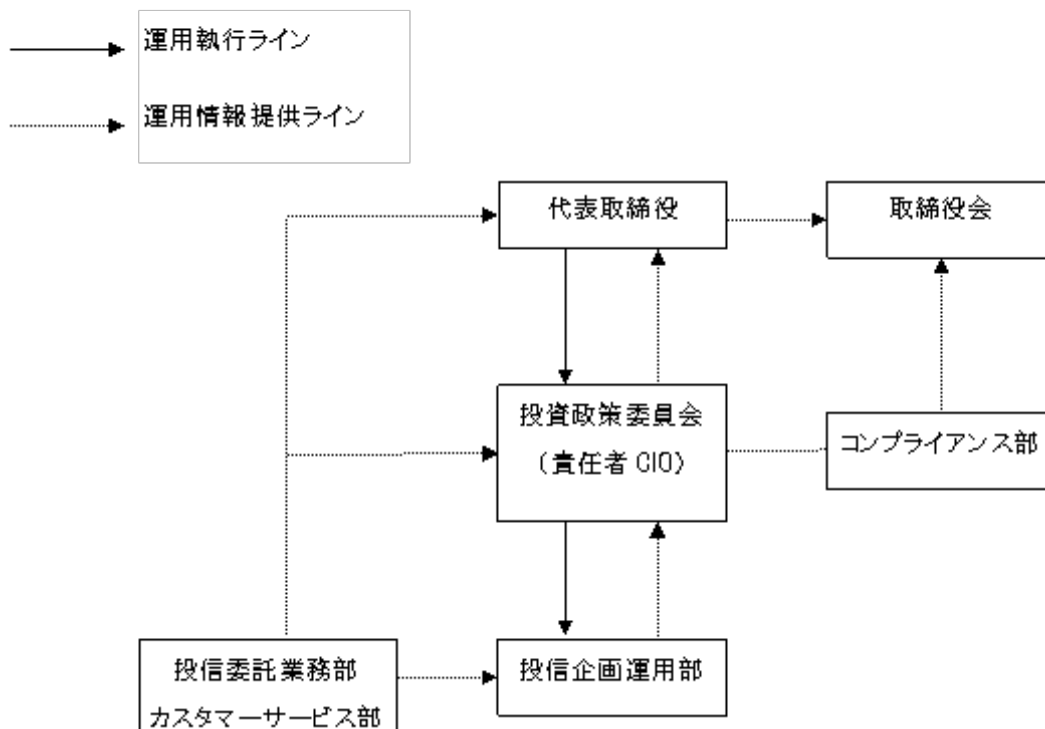 運用執行ライン
運用情報提供ライン
代表取締役
取締役会
投資政策委員会
(責任者 CIO)
コンプライアンス部
投信委託業務部
カスタマーサービス部
投信企画運用部